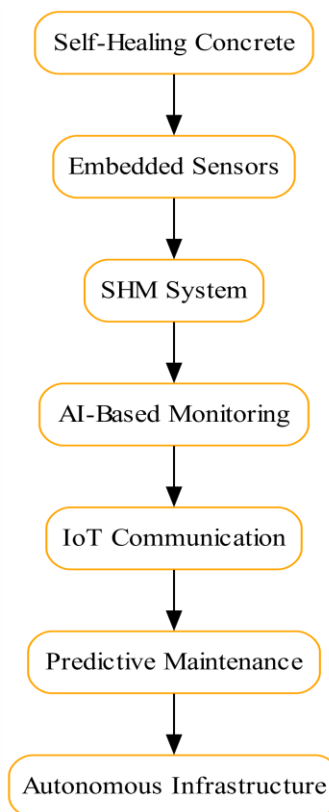 Self-Healing Concrete
Embedded Sensors
SHM System
AI-Based Monitoring
IoT Communication
Predictive Maintenance
Autonomous Infrastructure